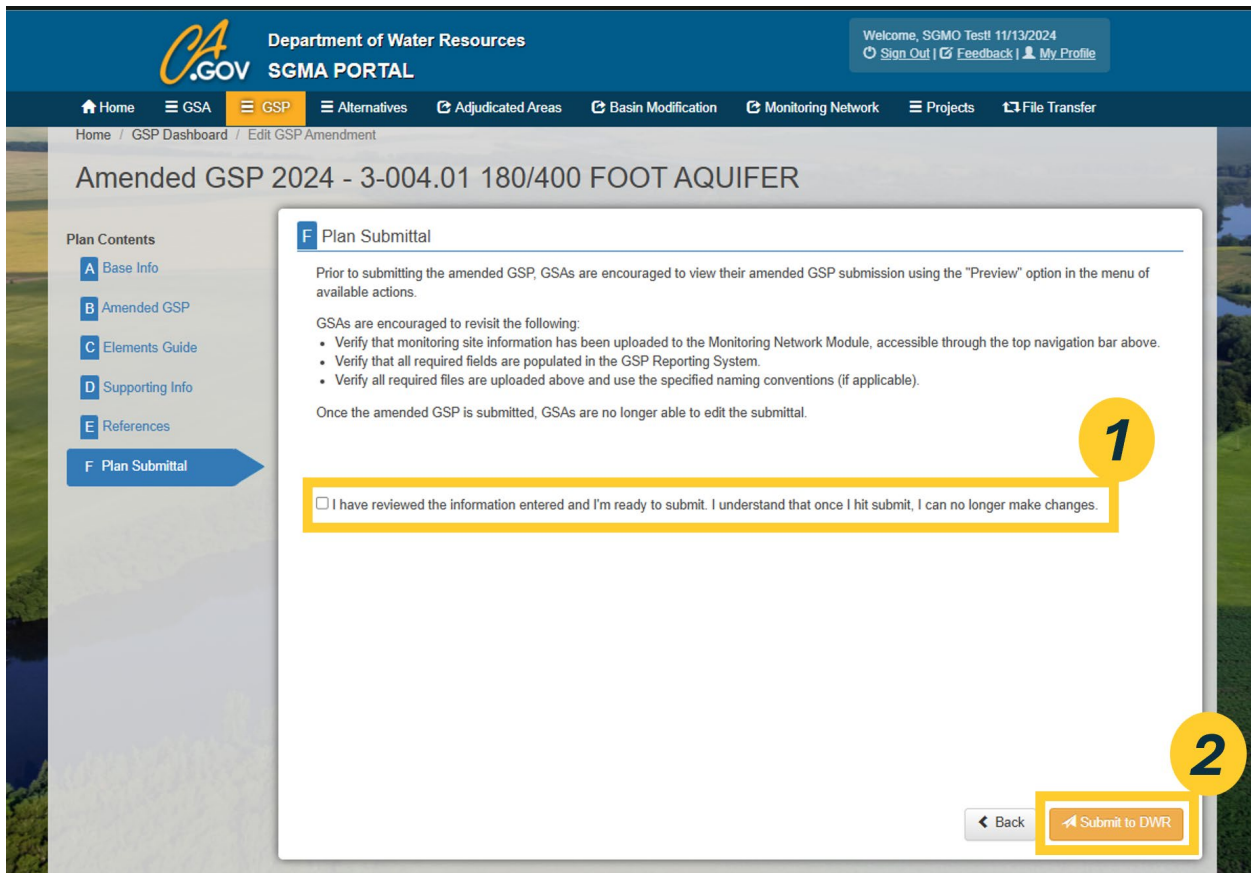 CA
.GOV
Department of Water Resources
SGMA PORTAL
Welcome, SGMO Test! 11/13/2024
Sign Out | Feedback | My Profile
Home GSA GSP Alternatives Adjudicated Areas Basin Modification Monitoring Network Projects File Transfer
Home / GSP Dashboard / Edit GSP Amendment
Amended GSP 2024 - 3-004.01 180/400 FOOT AQUIFER
Plan Contents
A Base Info
B Amended GSP
C Elements Guide
D Supporting Info
E References
F Plan Submittal
F Plan Submittal
Prior to submitting the amended GSP, GSAs are encouraged to view their amended GSP submission using the "Preview" option in the menu of
available actions.
GSAs are encouraged to revisit the following:
• Verify that monitoring site information has been uploaded to the Monitoring Network Module, accessible through the top navigation bar above.
• Verify that all required fields are populated in the GSP Reporting System.
• Verify all required files are uploaded above and use the specified naming conventions (if applicable).
Once the amended GSP is submitted, GSAs are no longer able to edit the submittal.
1
I have reviewed the information entered and I'm ready to submit. I understand that once I hit submit, I can no longer make changes.
2
Back
Submit to DWR